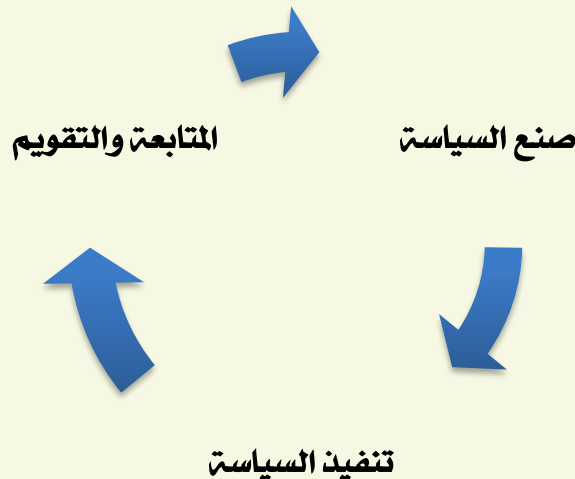 صنع السياسة
المتابعة والتقويم
تنفيذ السياسة